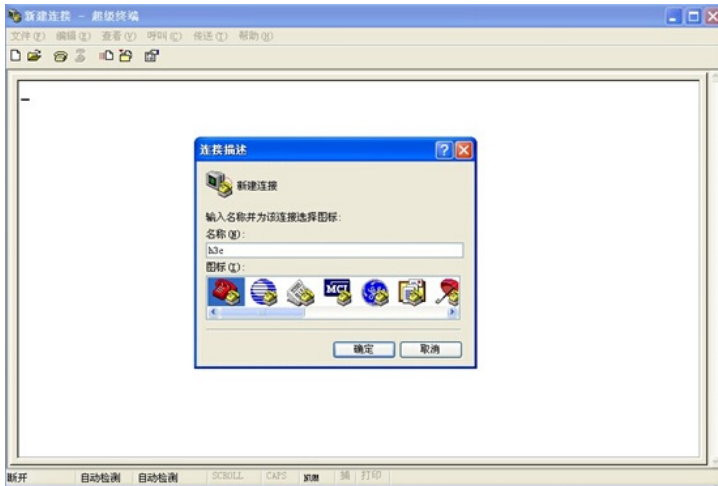 新建连接 - 超级终端
文件(F) 编辑(E) 查看(V) 呼叫(C) 传送(T) 帮助(H)
连接描述
新建连接
输入名称并为该连接选择图标:
名称(N):
h3c
图标(I):
MCI
确定 取消
断开 自动检测 自动检测 SCROLL CAPS NUM 捕 打印